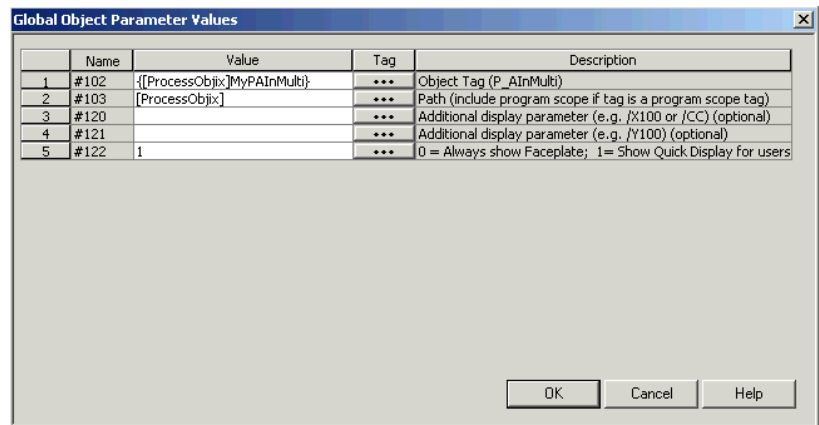 Global Object Parameter Values
Name Value Tag Description
1 #102 {[ProcessObjix]MyPAInMulti} ••• Object Tag (P_AInMulti)
2 #103 [ProcessObjix] ••• Path (include program scope if tag is a program scope tag)
3 #120 ••• Additional display parameter (e.g. /X100 or /CC) (optional)
4 #121 ••• Additional display parameter (e.g. /Y100) (optional)
5 #122 1 ••• 0 = Always show Faceplate; 1= Show Quick Display for users
OK Cancel Help